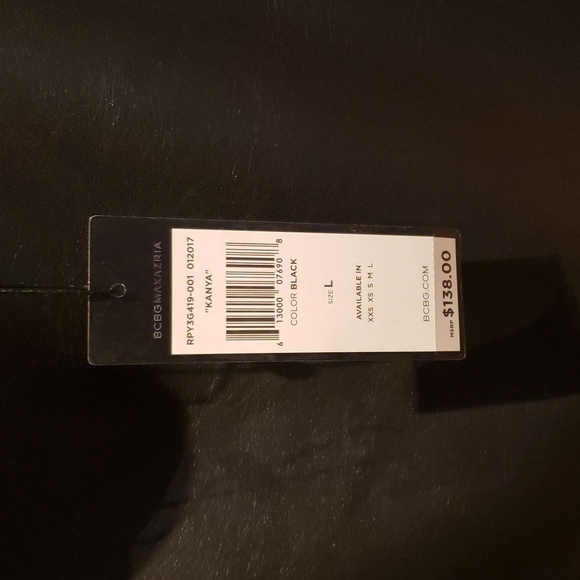 BCBGMAXAZRIA
RPY3G419-001 012017
"KANYA"
6 13000 07690 8
COLOR BLACK
SIZE L
AVAILABLE IN
XXS XS S M L
BCBG.COM
MSRP $138.00